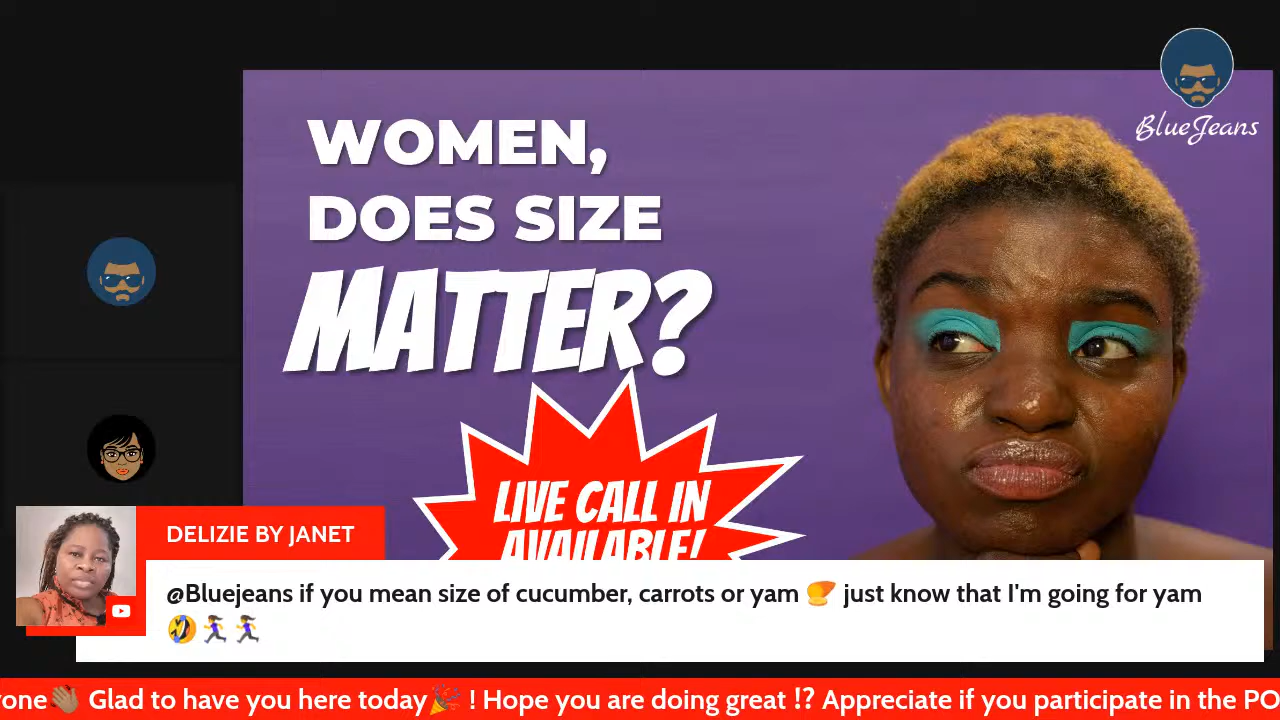 BlueJeans
WOMEN,
DOES SIZE
MATTER?
LIVE CALL IN
AVAILABLE!
DELIZIE BY JANET
@Bluejeans if you mean size of cucumber, carrots or yam 🍠 just know that I'm going for yam
🤣🏃‍♀️🏃‍♀️
yone👋🏾 Glad to have you here today🎉 ! Hope you are doing great ⁉ Appreciate if you participate in the PO